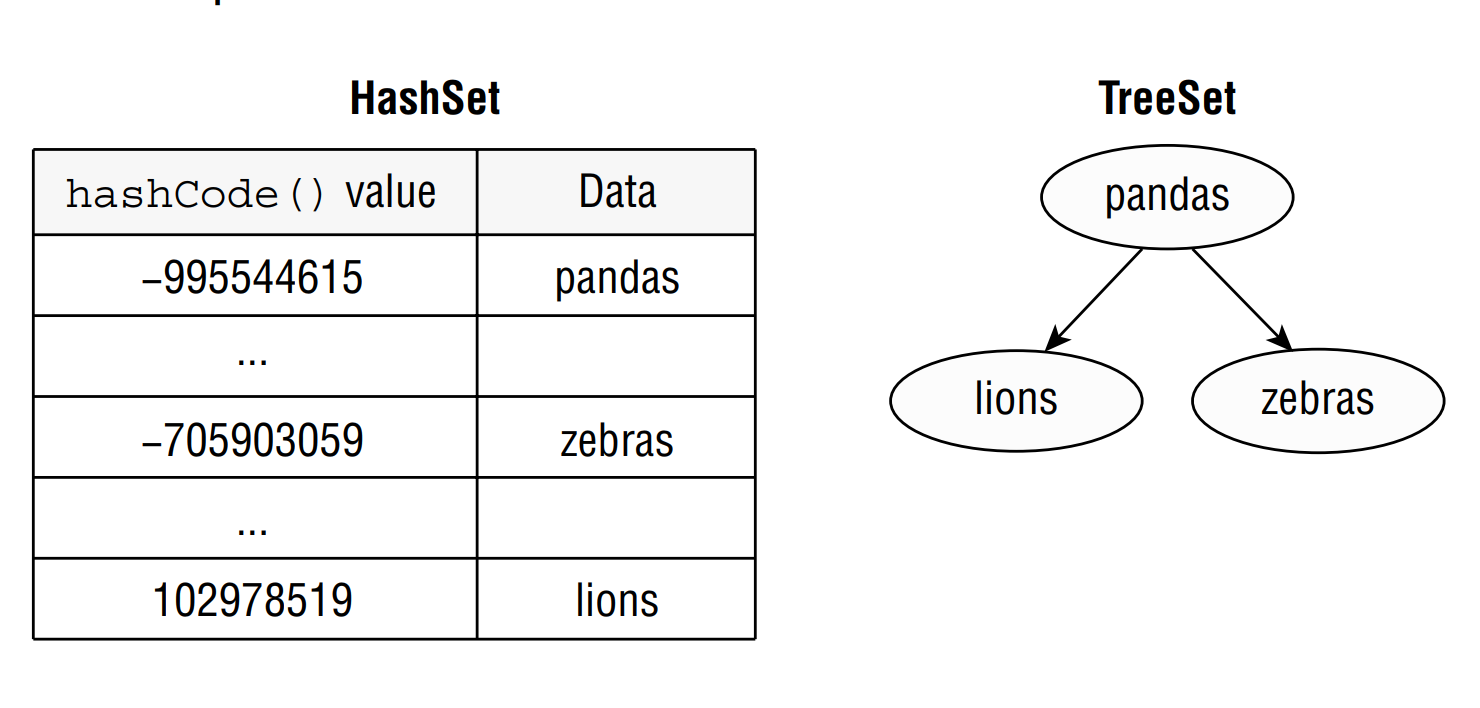 HashSet
hashCode() value Data
–995544615 pandas
...
–705903059 zebras
...
102978519 lions
TreeSet
pandas
lions zebras